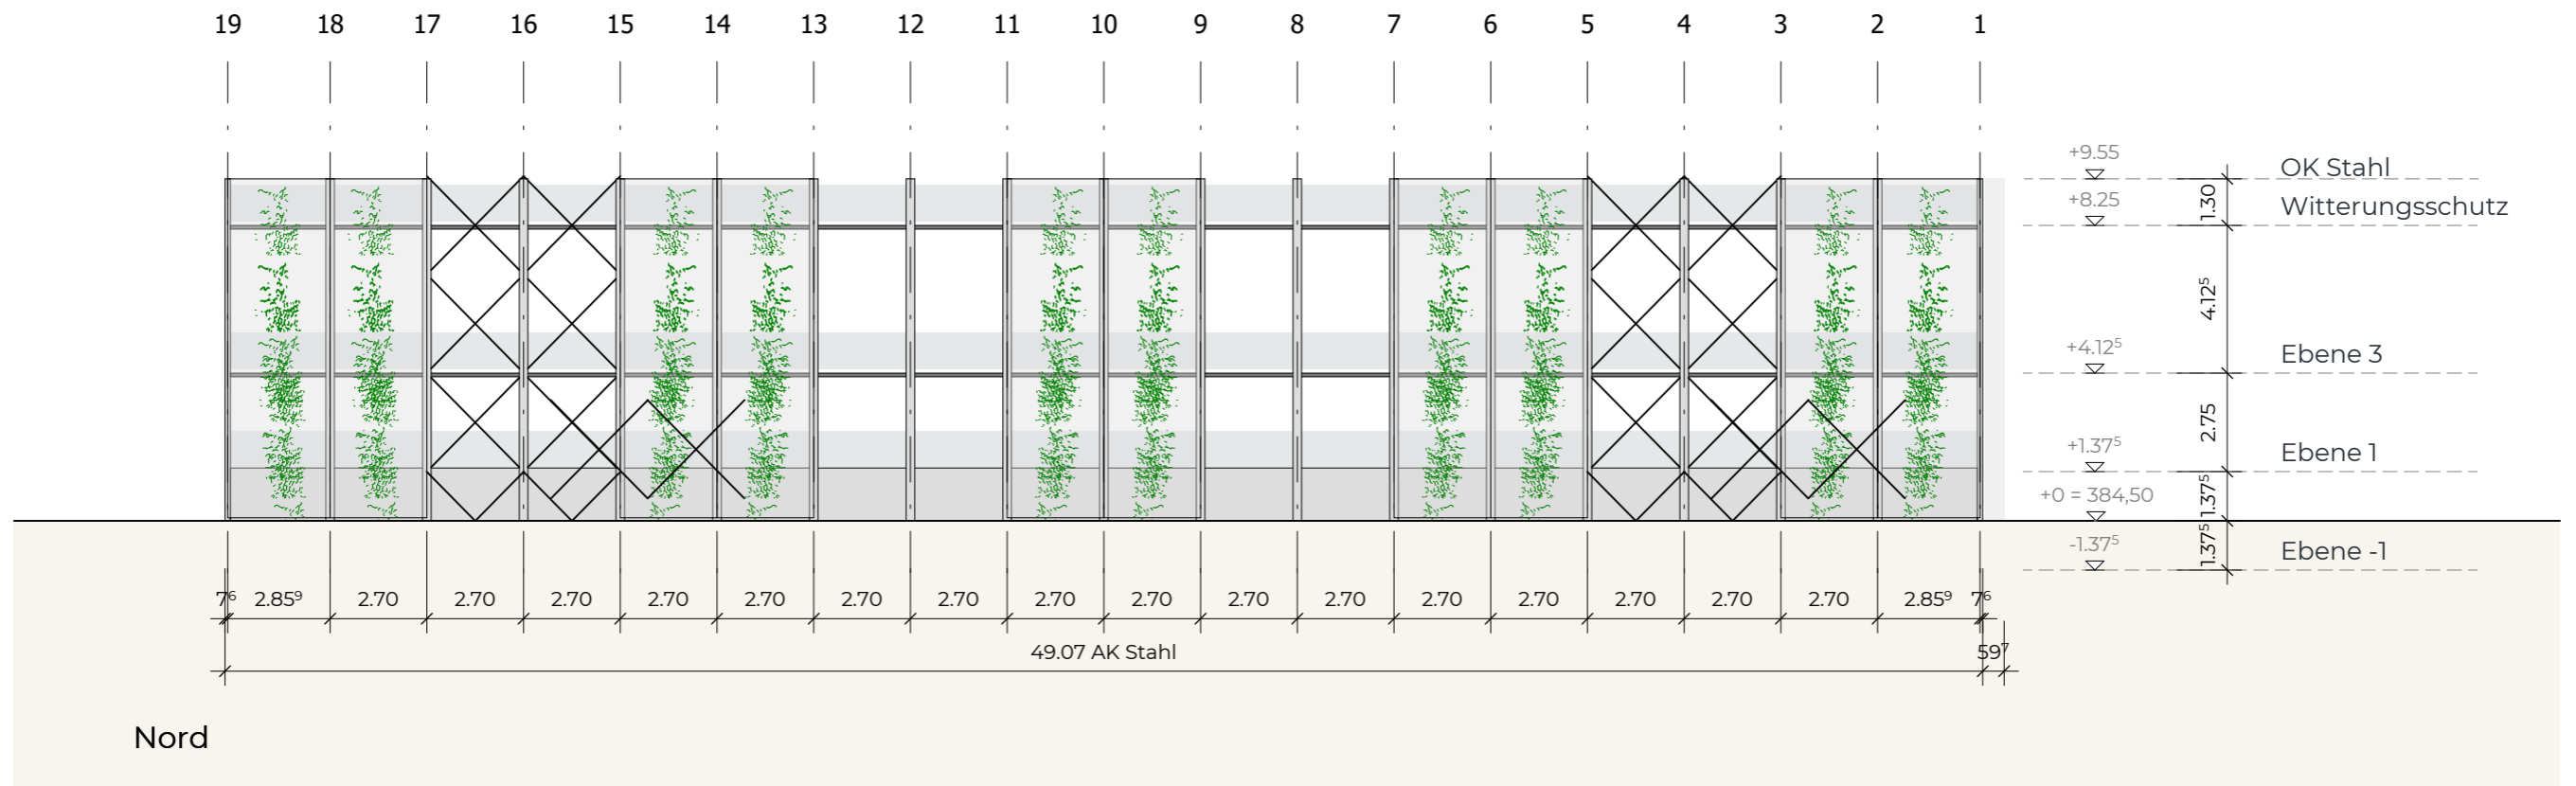 19 18 17 16 15 14 13 12 11 10 9 8 7 6 5 4 3 2 1
+9.55
OK Stahl
+8.25
1.30
Witterungsschutz
4.12⁵
+4.12⁵
Ebene 3
2.75
+1.37⁵
Ebene 1
+0 = 384,50
1.37⁵
-1.37⁵
1.37⁵
Ebene -1
7⁶ 2.85⁹ 2.70 2.70 2.70 2.70 2.70 2.70 2.70 2.70 2.70 2.70 2.70 2.70 2.70 2.70 2.70 2.70 2.85⁹ 7⁶
49.07 AK Stahl
59⁷
Nord